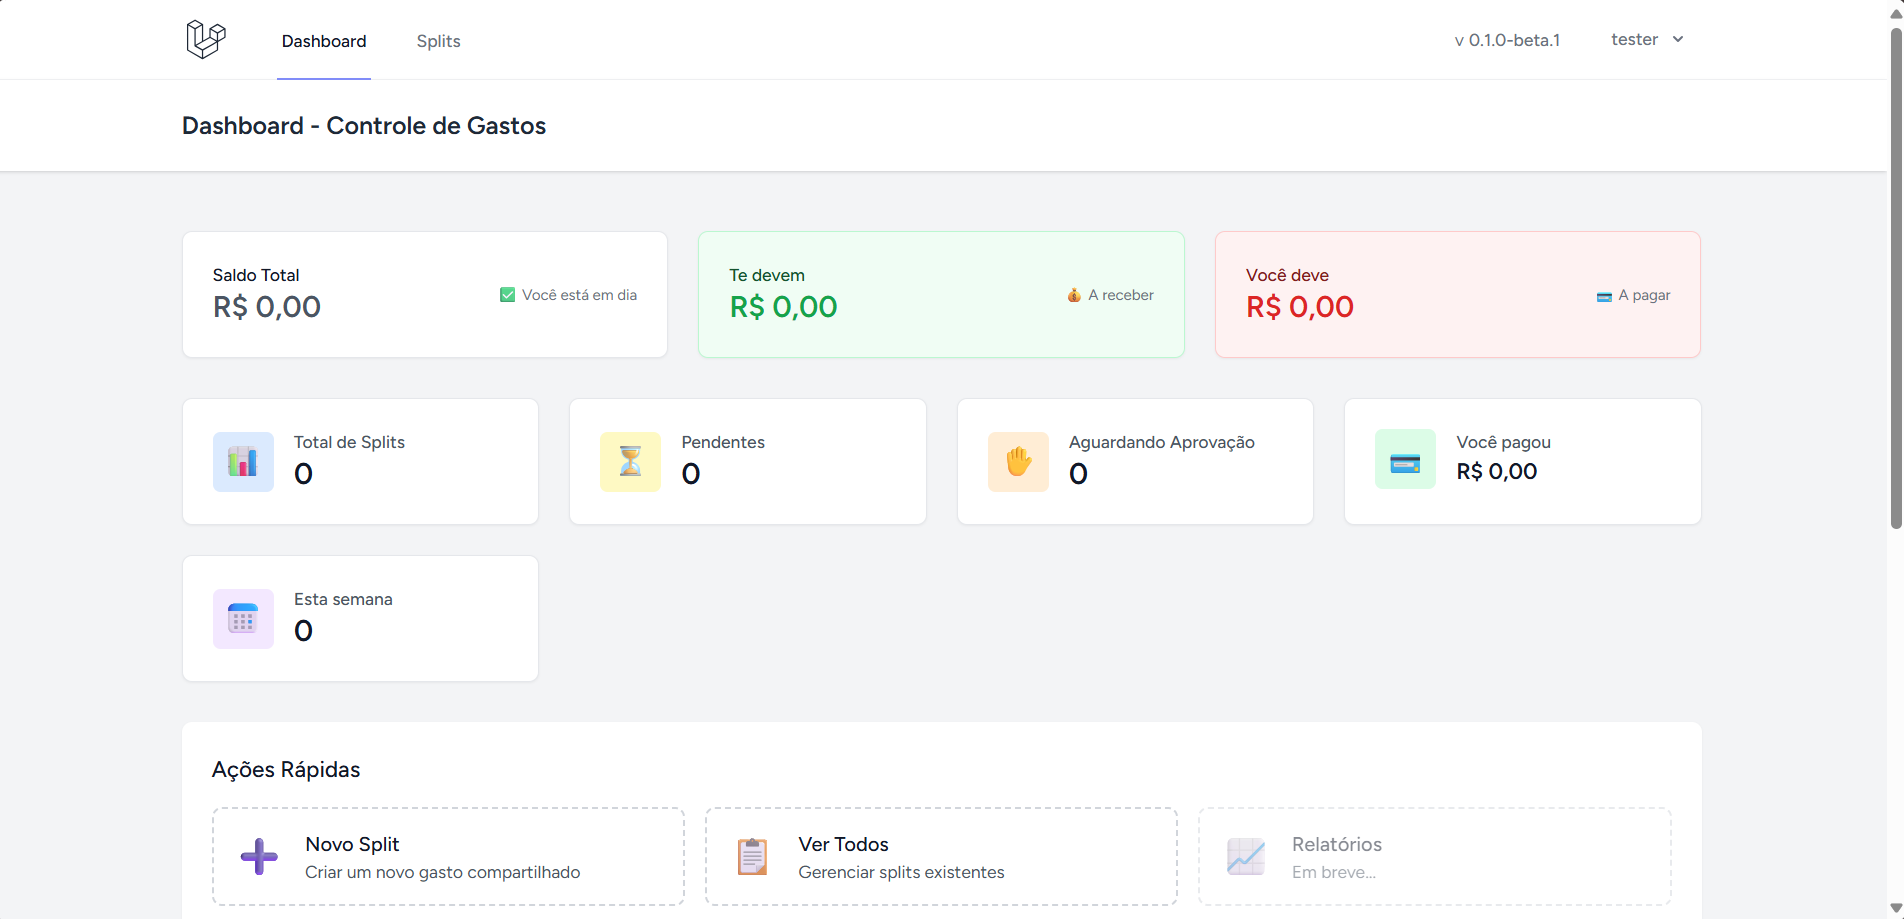 Dashboard
Splits
v 0.1.0-beta.1
tester
Dashboard - Controle de Gastos
Saldo Total
R$ 0,00
Você está em dia
Te devem
R$ 0,00
A receber
Você deve
R$ 0,00
A pagar
Total de Splits
0
Pendentes
0
Aguardando Aprovação
0
Você pagou
R$ 0,00
Esta semana
0
Ações Rápidas
Novo Split
Criar um novo gasto compartilhado
Ver Todos
Gerenciar splits existentes
Relatórios
Em breve...